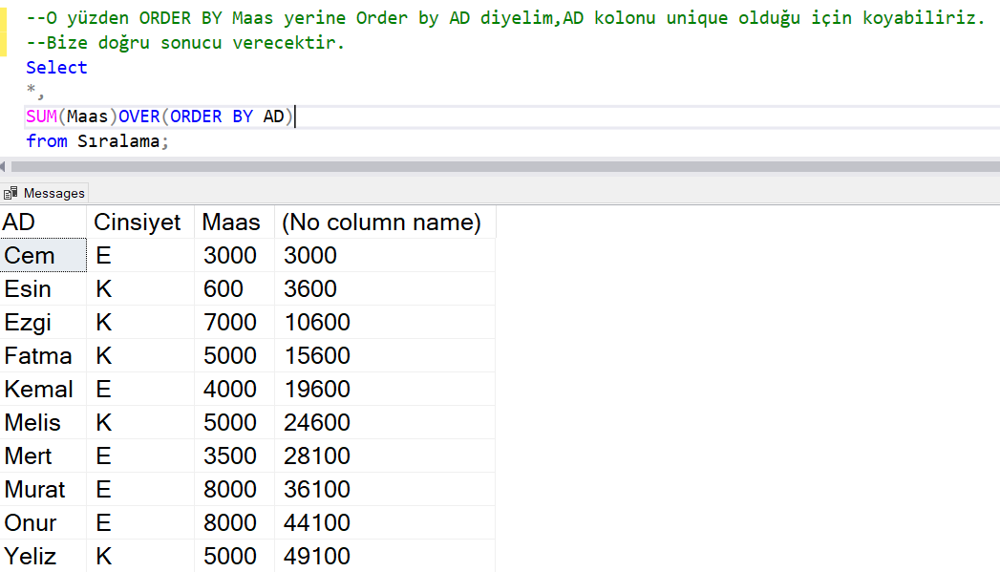 --O yüzden ORDER BY Maas yerine Order by AD diyelim,AD kolonu unique olduğu için koyabiliriz.
--Bize doğru sonucu verecektir.
Select
*,
SUM(Maas)OVER(ORDER BY AD)
from Sıralama;
Messages
AD Cinsiyet Maas (No column name)
Cem E 3000 3000
Esin K 600 3600
Ezgi K 7000 10600
Fatma K 5000 15600
Kemal E 4000 19600
Melis K 5000 24600
Mert E 3500 28100
Murat E 8000 36100
Onur E 8000 44100
Yeliz K 5000 49100